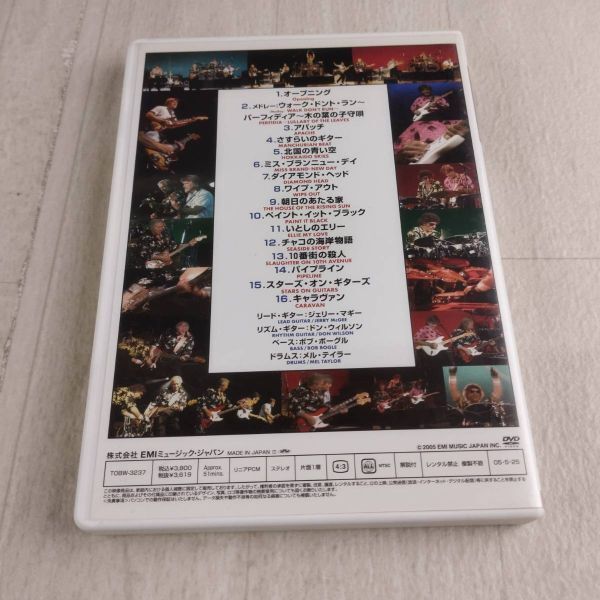 1.オープニング
Opening
2.メドレー:ウォーク・ドント・ラン〜
WALK DON'T RUN
パーフィディア〜木の葉の子守唄
PERFIDIA - LULLABY OF THE LEAVES
3.アパッチ
APACHE
4.さすらいのギター
MANCHURIAN BEAT
5.北国の青い空
HOKKAIDO SKIES
6.ミス・ブランニュー・デイ
MISS BRAND-NEW DAY
7.ダイアモンド・ヘッド
DIAMOND HEAD
8.ワイプ・アウト
WIPE OUT
9.朝日のあたる家
THE HOUSE OF THE RISING SUN
10.ペイント・イット・ブラック
PAINT IT BLACK
11.いとしのエリー
ELLIE MY LOVE
12.チャコの海岸物語
SEASIDE STORY
13.10番街の殺人
SLAUGHTER ON 10TH AVENUE
14.パイプライン
PIPELINE
15.スターズ・オン・ギターズ
STARS ON GUITARS
16.キャラヴァン
CARAVAN
リード・ギター:ジェリー・マギー
LEAD GUITAR / JERRY McGEE
リズム・ギター:ドン・ウィルソン
RHYTHM GUITAR / DON WILSON
ベース:ボブ・ボーグル
BASS / BOB BOGLE
ドラムス:メル・テイラー
DRUMS / MEL TAYLOR
株式会社 EMIミュージック・ジャパン MADE IN JAPAN
DVD
© 2005 EMI MUSIC JAPAN INC.
TOBW-3237 税込¥3,800 税抜¥3,619 Approx. 51mins. リニアPCM ステレオ 片面1層 4:3 ALL NTSC 解説付 レンタル禁止 複製不能 05・5・25